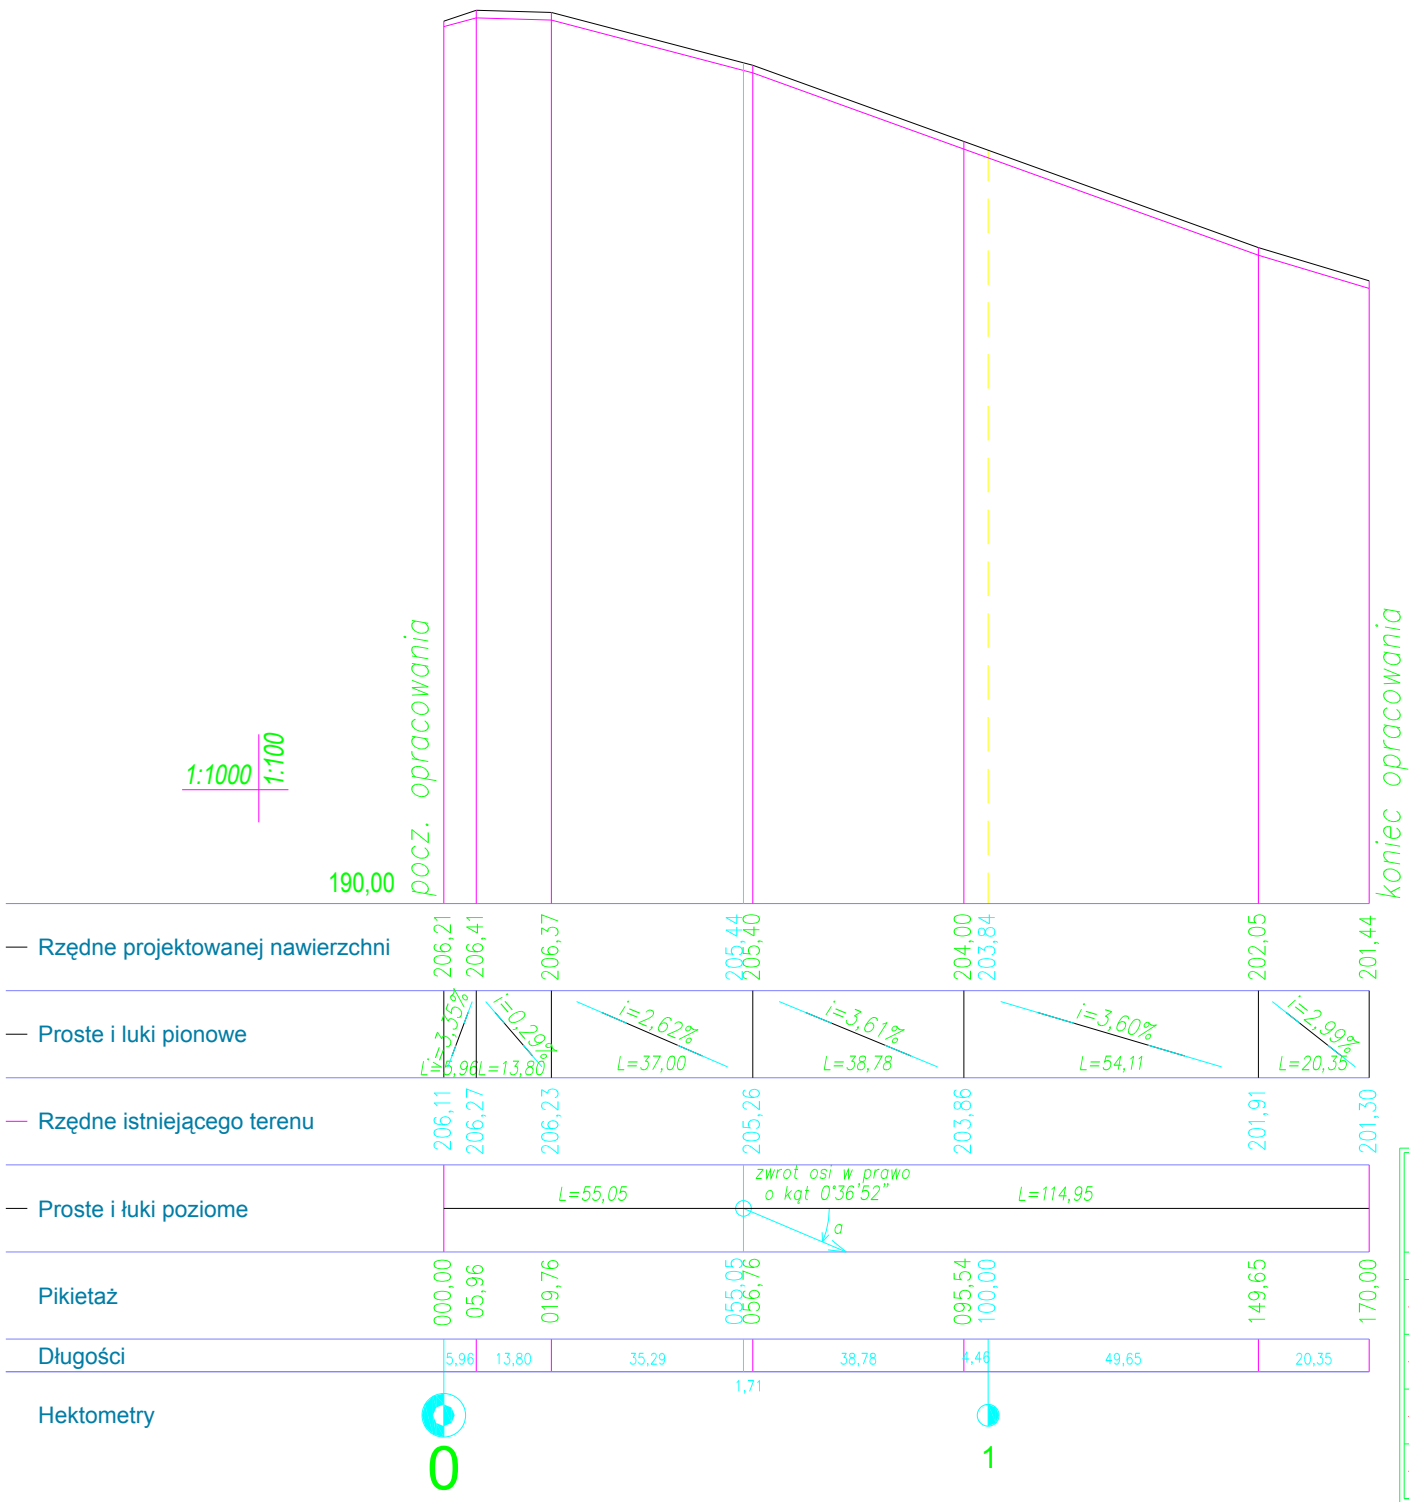 pocz. opracowania
koniec opracowania
1:1000
1:100
190,00
Rzędne projektowanej nawierzchni
206,21
206,41
206,37
205,44
205,40
204,00
203,84
202,05
201,44
Proste i luki pionowe
i=3,35%
i=0,29%
i=2,62%
i=3,61%
i=3,60%
i=2,99%
L=5,96
L=13,80
L=37,00
L=38,78
L=54,11
L=20,35
Rzędne istniejącego terenu
206,11
206,27
206,23
205,26
203,86
201,91
201,30
Proste i łuki poziome
L=55,05
zwrot osi w prawo
o kąt 0°36'52"
L=114,95
a
Pikietaż
000,00
05,96
019,76
055,05
056,76
095,54
100,00
149,65
170,00
Długości
5,96
13,80
35,29
1,71
38,78
4,46
49,65
20,35
Hektometry
0
1